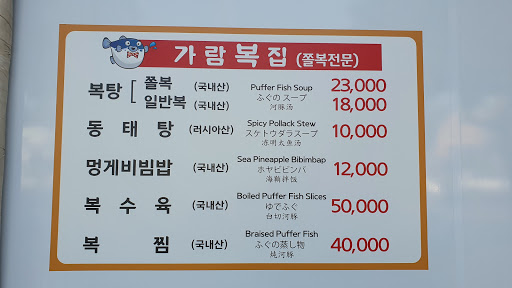 가람복집 (쫄복전문)
복탕 [ 쫄복 (국내산) Puffer Fish Soup 23,000
ふぐの スープ
일반복 (국내산) 河豚汤 18,000
동태탕 (러시아산) Spicy Pollack Stew 10,000
スケトウダラスープ
冻明太鱼汤
멍게비빔밥 (국내산) Sea Pineapple Bibimbap 12,000
ホヤビビンバ
海鞘拌饭
복수육 (국내산) Boiled Puffer Fish Slices 50,000
ゆでふぐ
白切河豚
복찜 (국내산) Braised Puffer Fish 40,000
ふぐの蒸し物
炖河豚